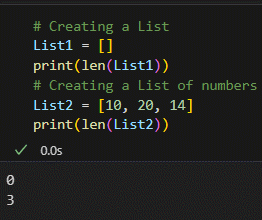 # Creating a List
List1 = []
print(len(List1))
# Creating a List of numbers
List2 = [10, 20, 14]
print(len(List2))
0.0s
0
3